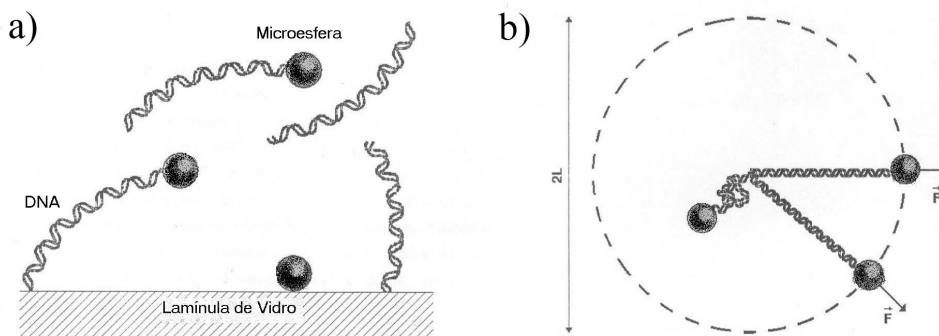 a)
Microesfera
DNA
Lamínula de Vidro
b)
2L
F
F